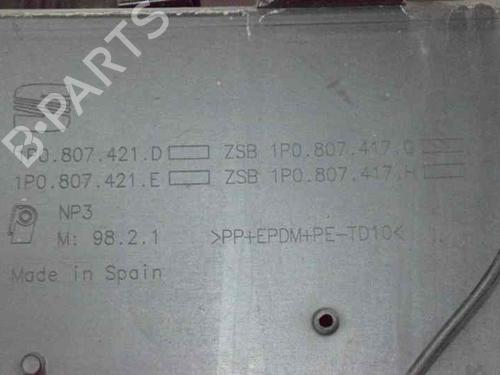 B-PARTS
1P0.807.421.D ZSB 1P0.807.417.G
1P0.807.421.E ZSB 1P0.807.417.H
NP3
M: 98.2.1 >PP+EPDM+PE-TD10<
Made in Spain